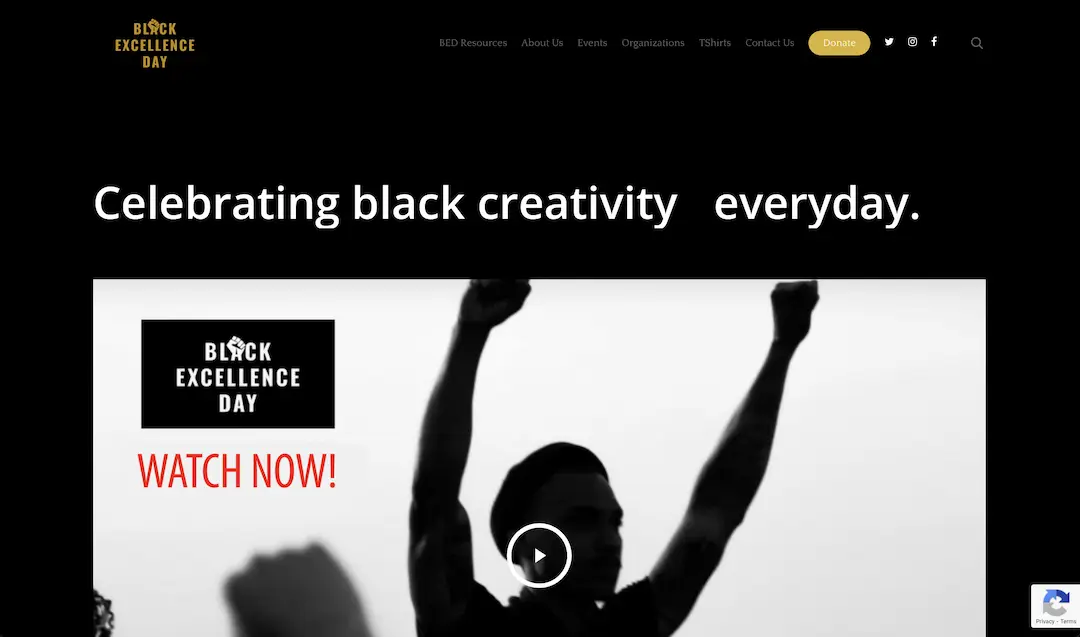 BLACK
EXCELLENCE
DAY
BED Resources About Us Events Organizations TShirts Contact Us Donate
Celebrating black creativity everyday.
BLACK
EXCELLENCE
DAY
WATCH NOW!
Privacy - Terms